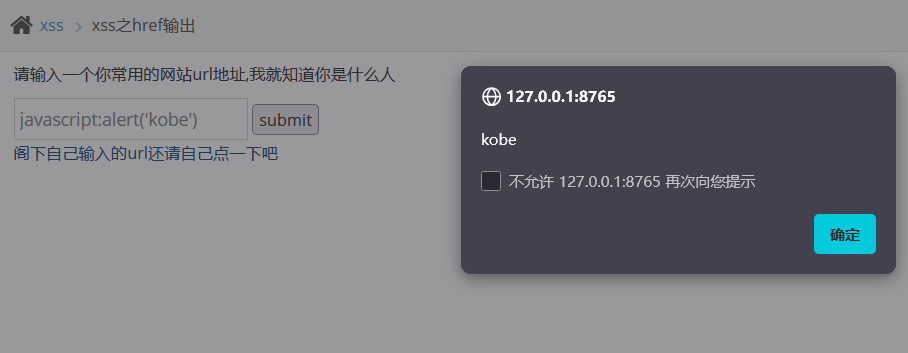 xss > xss之href输出
请输入一个你常用的网站url地址,我就知道你是什么人
javascript:alert('kobe') submit
阁下自己输入的url还请自己点一下吧
127.0.0.1:8765
kobe
不允许 127.0.0.1:8765 再次向您提示
确定